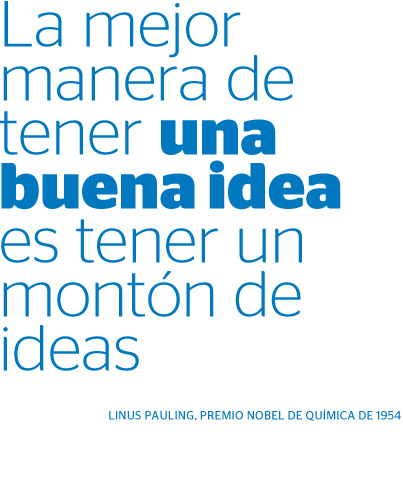 La mejor
manera de
tener una
buena idea
es tener un
montón de
ideas
LINUS PAULING, PREMIO NOBEL DE QUÍMICA DE 1954